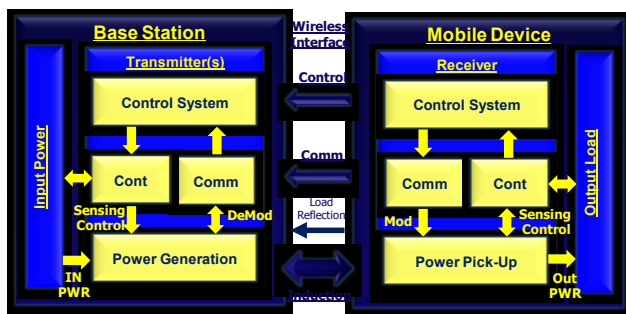 Base Station
Transmitter(s)
Control System
Cont
Comm
Sensing
Control
DeMod
Power Generation
Input Power
IN
PWR
Wireless
Interface
Control
Comm
Load
Reflection
Induction
Mobile Device
Receiver
Control System
Comm
Cont
Mod
Sensing
Control
Power Pick-Up
Out
PWR
Output Load